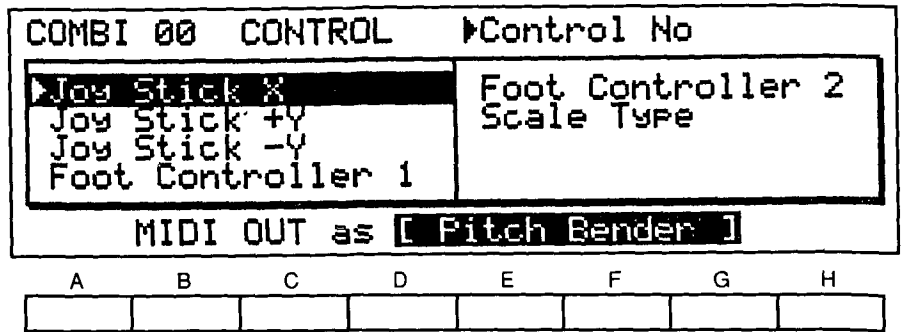 COMBI 00 CONTROL ▶Control No
▶Joy Stick X
Joy Stick +Y
Joy Stick -Y
Foot Controller 1
Foot Controller 2
Scale Type
MIDI OUT as [ Pitch Bender ]
A B C D E F G H